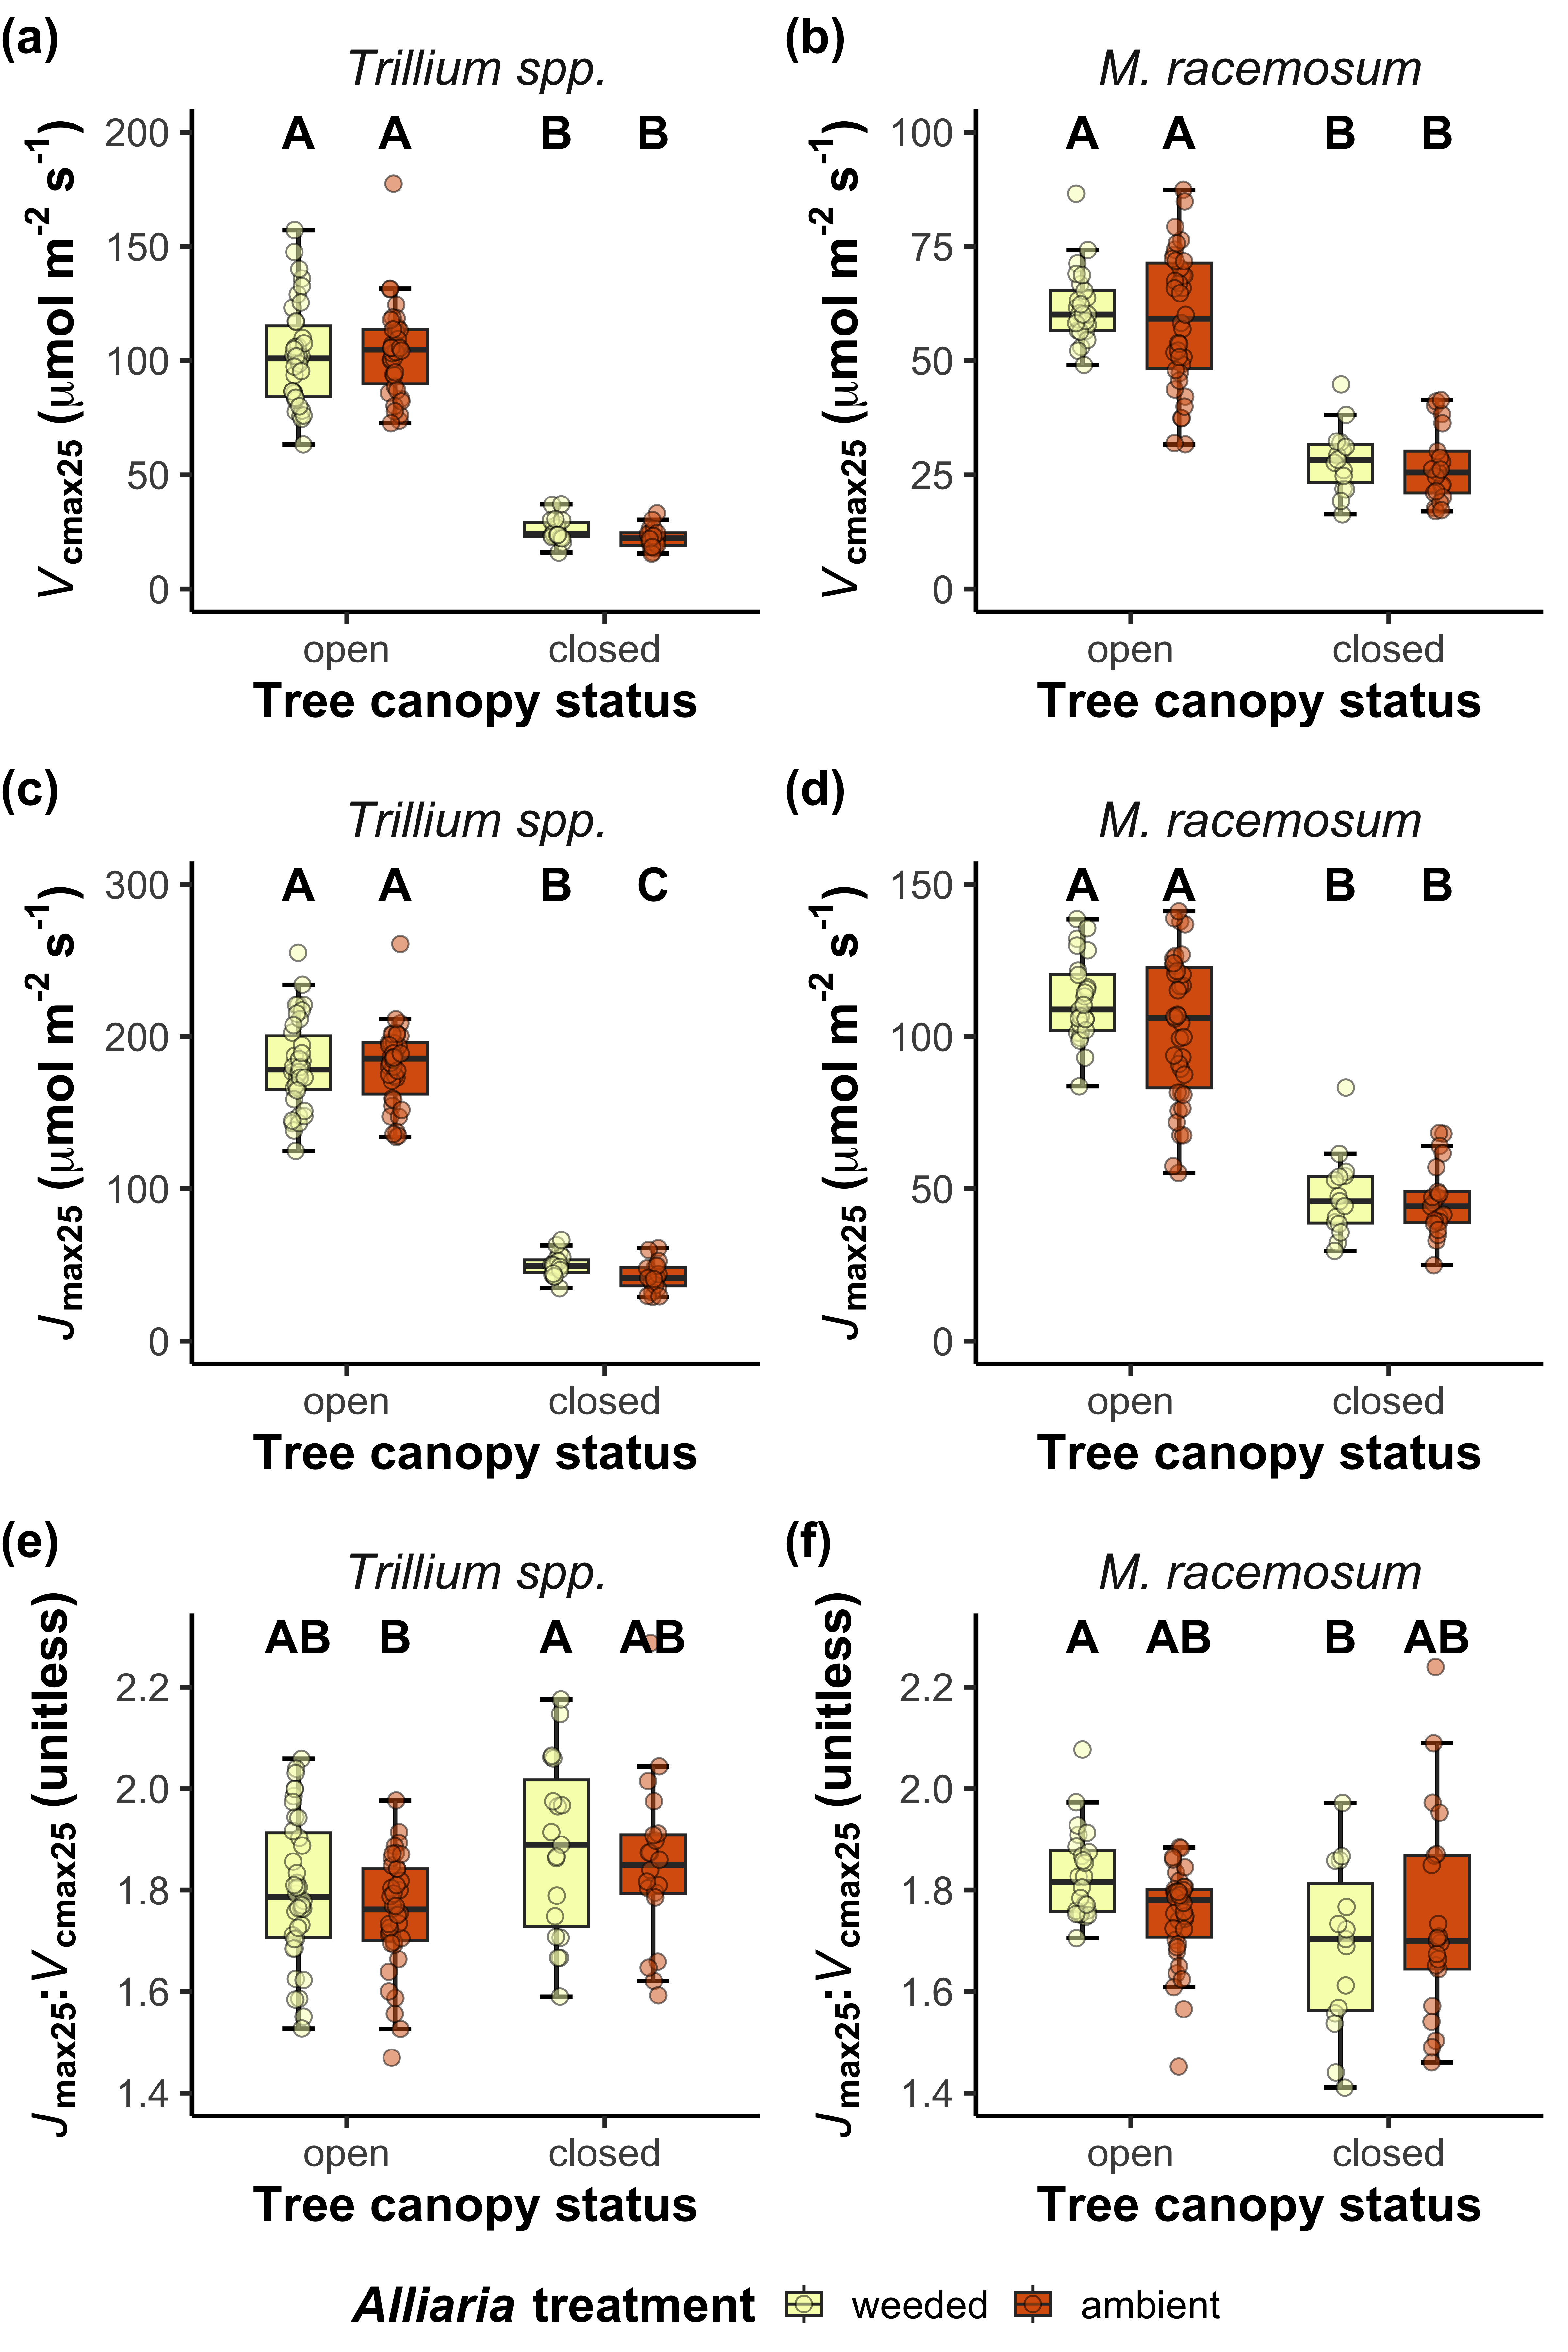 (a)
Trillium spp.
A A B B
200
150
100
50
0
Vcmax25 (μmol m-2 s-1)
open closed
Tree canopy status
(b)
M. racemosum
A A B B
100
75
50
25
0
Vcmax25 (μmol m-2 s-1)
open closed
Tree canopy status
(c)
Trillium spp.
A A B C
300
200
100
0
Jmax25 (μmol m-2 s-1)
open closed
Tree canopy status
(d)
M. racemosum
A A B B
150
100
50
0
Jmax25 (μmol m-2 s-1)
open closed
Tree canopy status
(e)
Trillium spp.
AB B A AB
2.2
2.0
1.8
1.6
1.4
Jmax25:Vcmax25 (unitless)
open closed
Tree canopy status
(f)
M. racemosum
A AB B AB
2.2
2.0
1.8
1.6
1.4
Jmax25:Vcmax25 (unitless)
open closed
Tree canopy status
Alliaria treatment weeded ambient